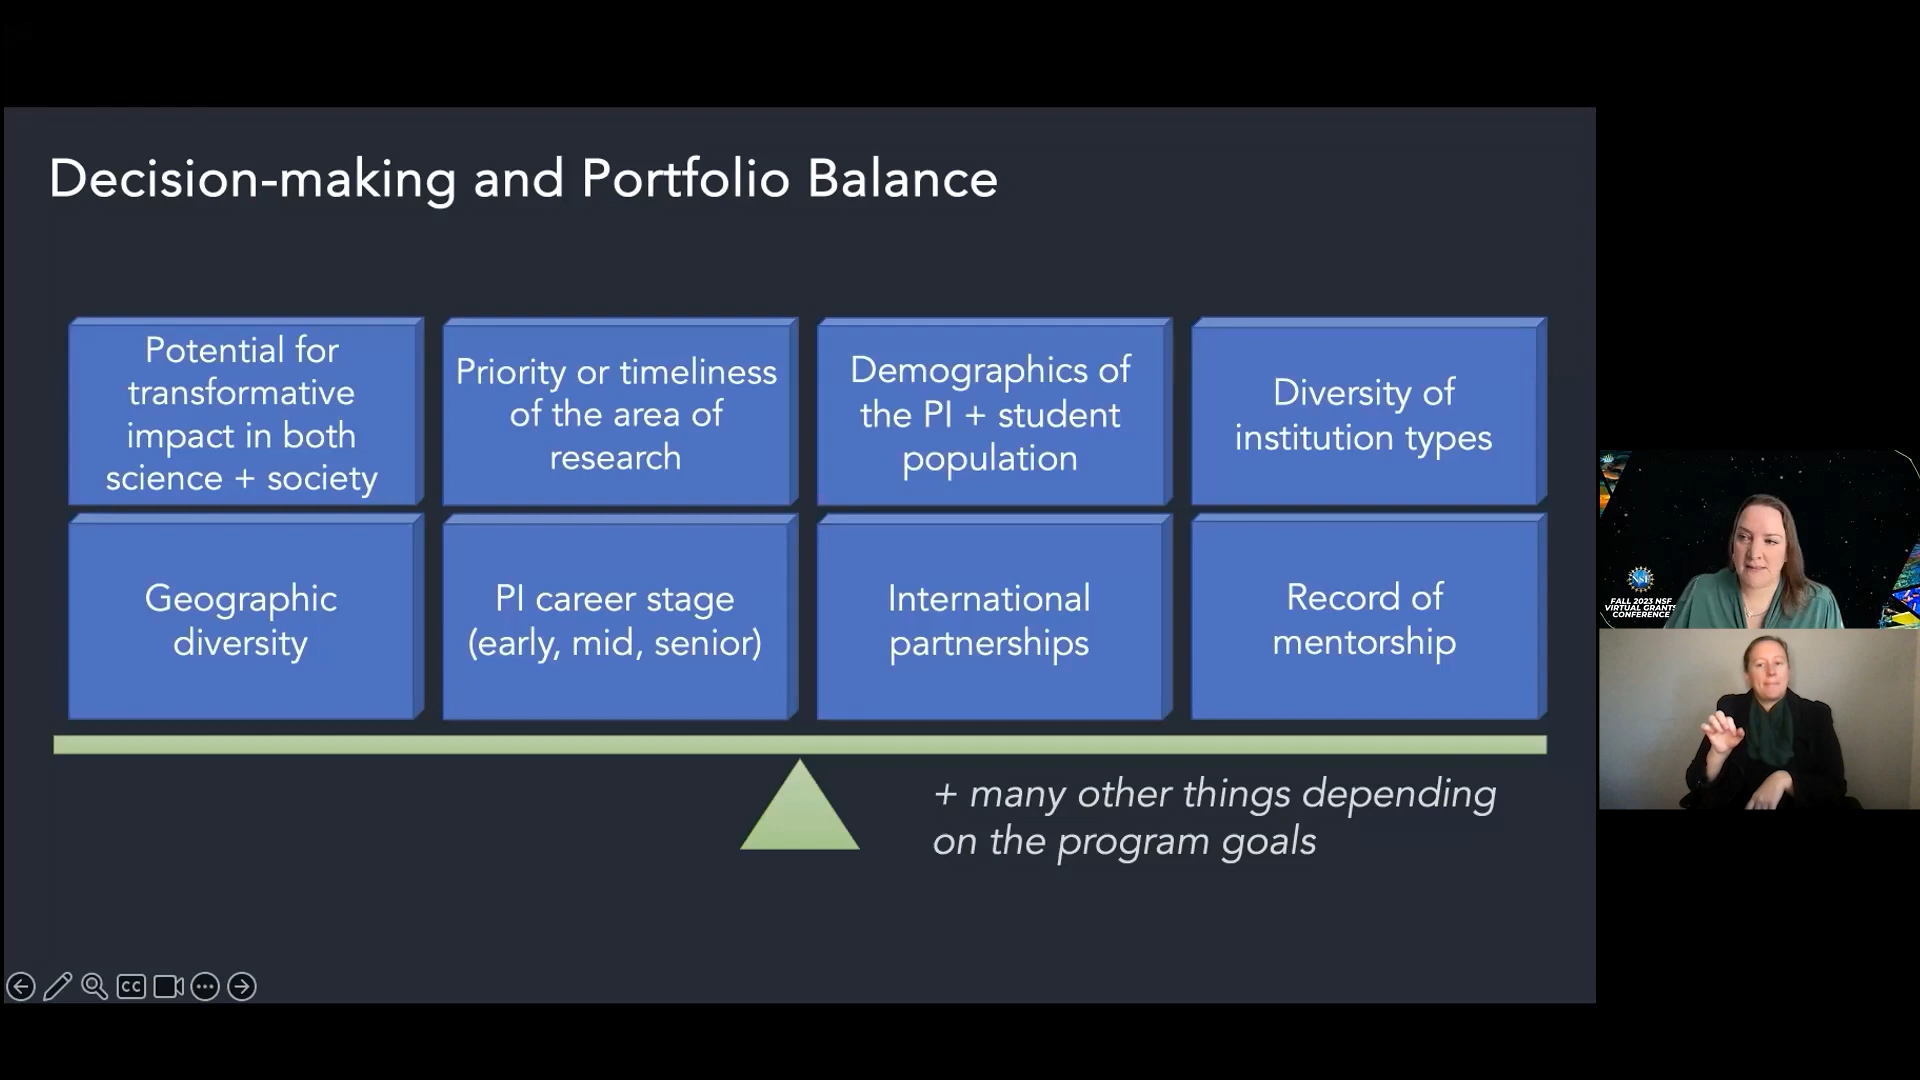 Decision-making and Portfolio Balance
Potential for
transformative
impact in both
science + society
Priority or timeliness
of the area of
research
Demographics of
the PI + student
population
Diversity of
institution types
Geographic
diversity
PI career stage
(early, mid, senior)
International
partnerships
Record of
mentorship
+ many other things depending
on the program goals
CC
NSF
FALL 2023 NSF
VIRTUAL GRANTS
CONFERENCE